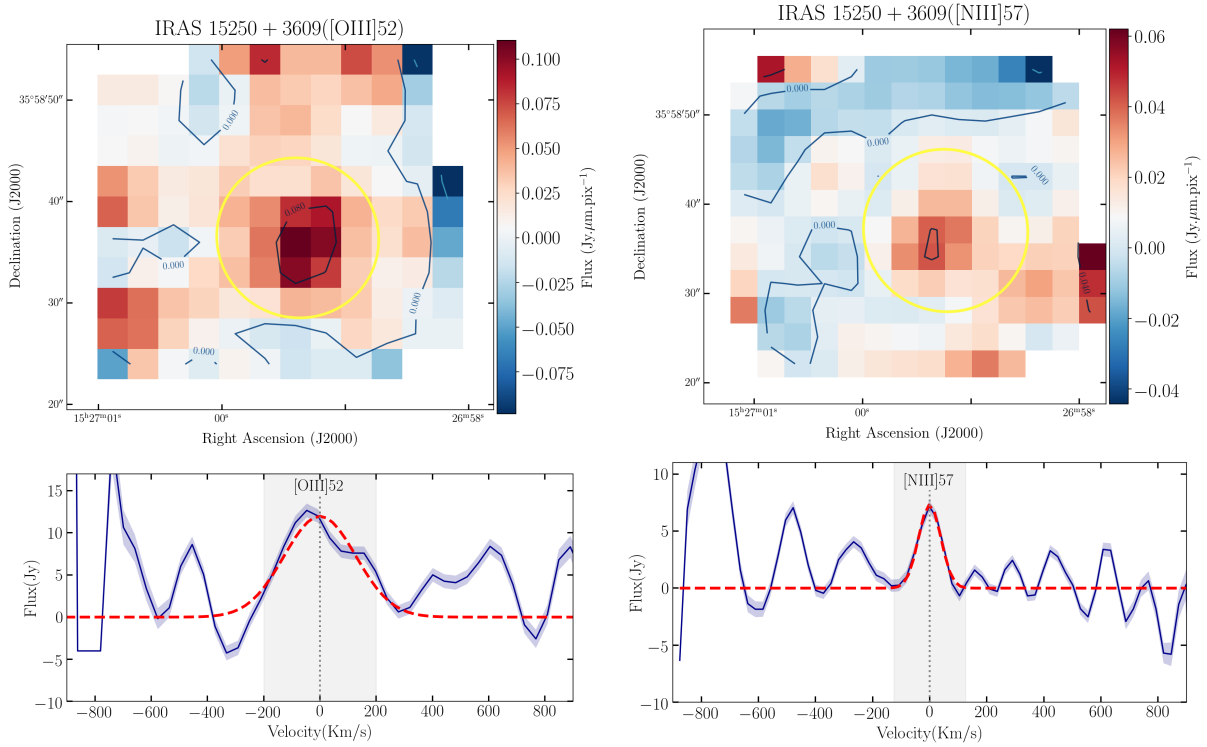 IRAS 15250 + 3609([OIII]52)
35°58′50″
40″
30″
20″
15ʰ27ᵐ01ˢ
00ˢ
26ᵐ58ˢ
Declination (J2000)
Right Ascension (J2000)
0.000
0.080
0.000
0.000
0.000
0.100
0.075
0.050
0.025
0.000
−0.025
−0.050
−0.075
Flux (Jy.μm.pix⁻¹)
IRAS 15250 + 3609([NIII]57)
35°58′50″
40″
30″
20″
15ʰ27ᵐ01ˢ
00ˢ
26ᵐ58ˢ
Declination (J2000)
Right Ascension (J2000)
0.000
0.000
0.000
0.000
0.040
0.06
0.04
0.02
0.00
−0.02
−0.04
Flux (Jy.μm.pix⁻¹)
[OIII]52
15
10
5
0
−5
−10
Flux(Jy)
−800 −600 −400 −200 0 200 400 600 800
Velocity(Km/s)
[NIII]57
10
5
0
−5
−10
Flux(Jy)
−800 −600 −400 −200 0 200 400 600 800
Velocity(Km/s)